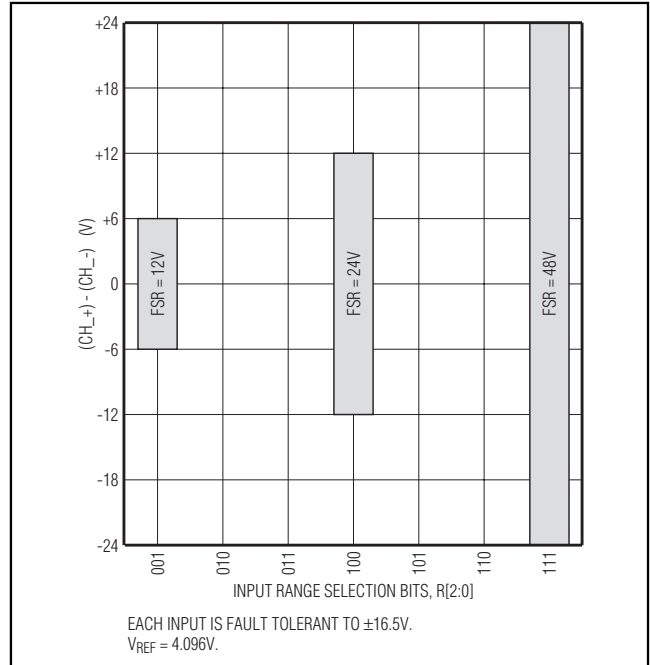 +24
+18
+12
+6
0
-6
-12
-18
-24
(CH_+) - (CH_-) (V)
FSR = 12V
FSR = 24V
FSR = 48V
001
010
011
100
101
110
111
INPUT RANGE SELECTION BITS, R[2:0]
EACH INPUT IS FAULT TOLERANT TO ±16.5V.
VREF = 4.096V.